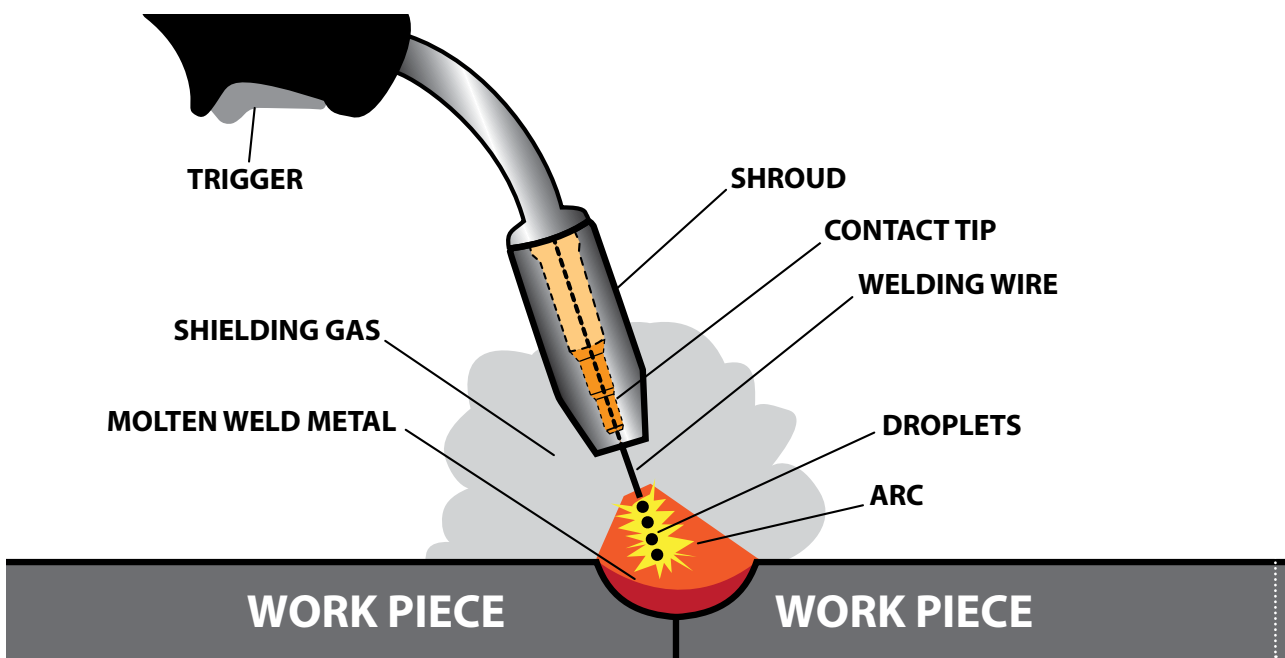 TRIGGER
SHROUD
CONTACT TIP
WELDING WIRE
SHIELDING GAS
MOLTEN WELD METAL
DROPLETS
ARC
WORK PIECE
WORK PIECE